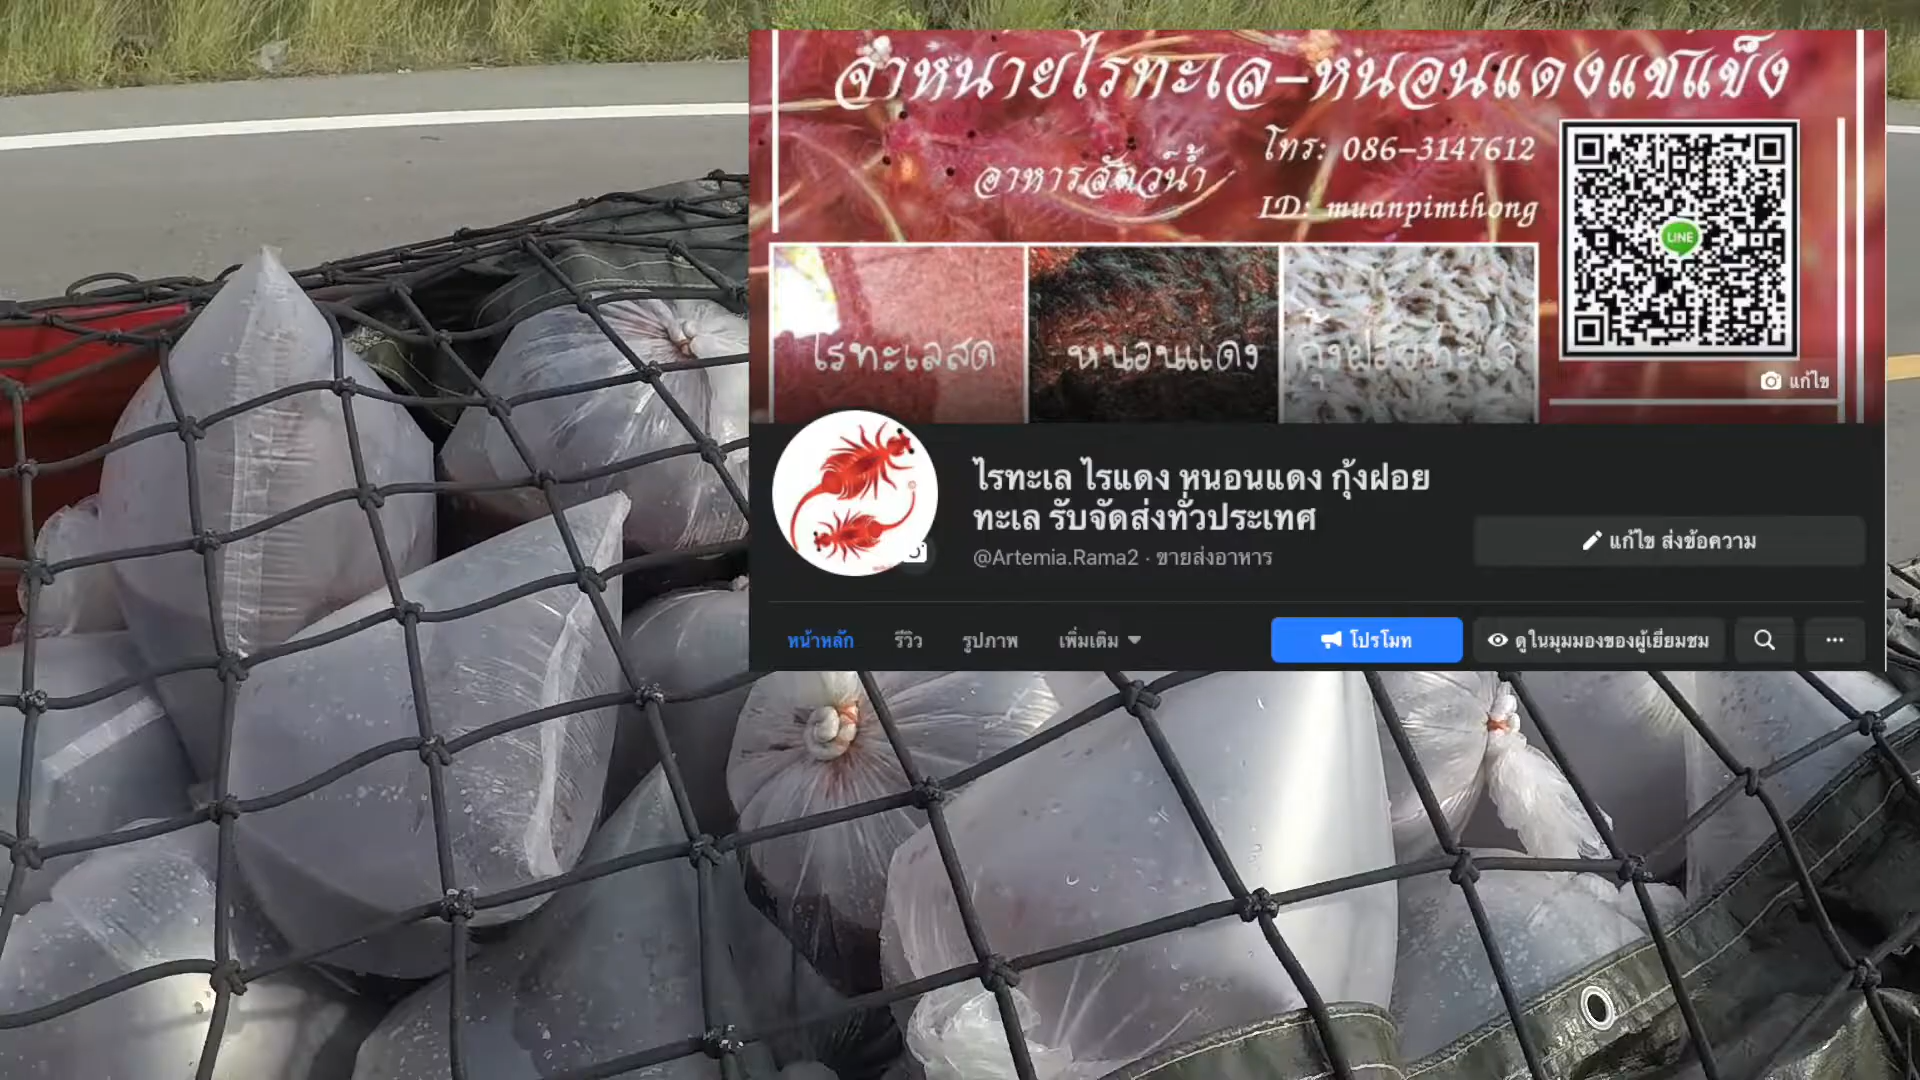 จำหน่ายไรทะเล-หนอนแดงแช่แข็ง
โทร: 086-3147612
อาหารสัตว์น้ำ
ID: muanpimthong
LINE
ไรทะเลสด
หนอนแดง
กุ้งฝอยทะเล
แก้ไข
ไรทะเล ไรแดง หนอนแดง กุ้งฝอย
ทะเล รับจัดส่งทั่วประเทศ
@Artemia.Rama2 · ขายส่งอาหาร
แก้ไข ส่งข้อความ
หน้าหลัก
รีวิว
รูปภาพ
เพิ่มเติม
โปรโมท
ดูในมุมมองของผู้เยี่ยมชม